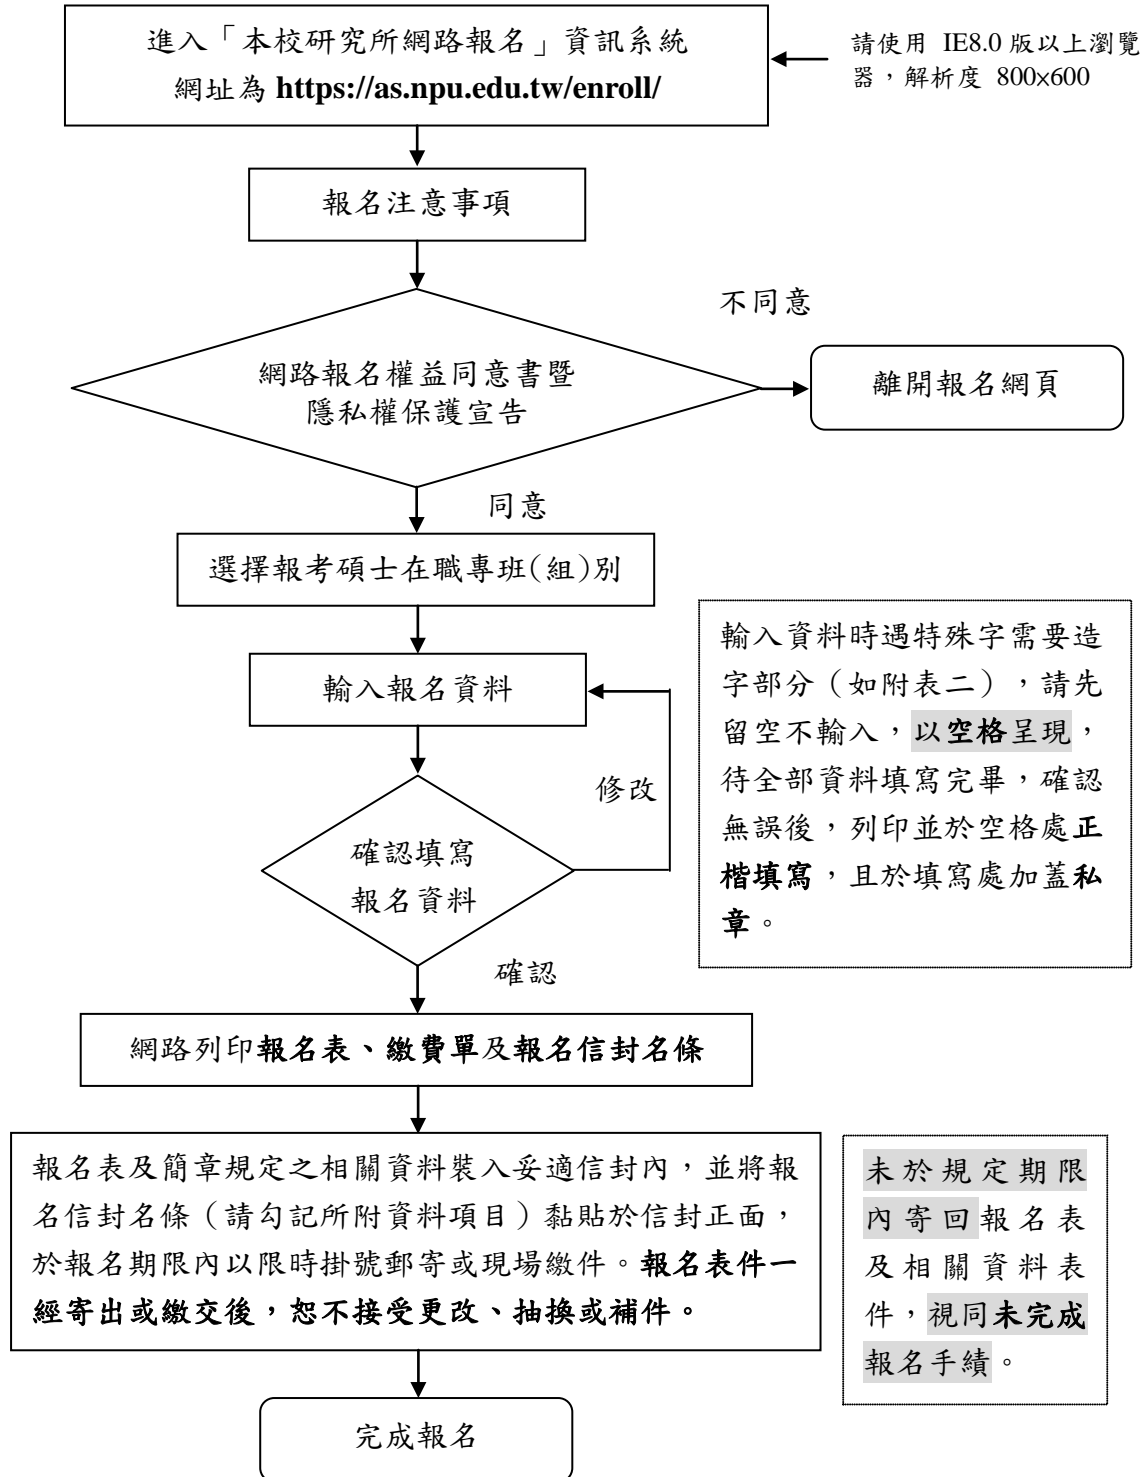 進入「本校研究所網路報名」資訊系統
網址為 https://as.npu.edu.tw/enroll/
請使用 IE8.0 版以上瀏覽
器，解析度 800×600
報名注意事項
不同意
網路報名權益同意書暨
隱私權保護宣告
離開報名網頁
同意
選擇報考碩士在職專班(組)別
輸入報名資料
修改
確認填寫
報名資料
輸入資料時遇特殊字需要造
字部分（如附表二），請先
留空不輸入，以空格呈現，
待全部資料填寫完畢，確認
無誤後，列印並於空格處正
楷填寫，且於填寫處加蓋私
章。
確認
網路列印報名表、繳費單及報名信封名條
報名表及簡章規定之相關資料裝入妥適信封內，並將報
名信封名條（請勾記所附資料項目）黏貼於信封正面，
於報名期限內以限時掛號郵寄或現場繳件。報名表件一
經寄出或繳交後，恕不接受更改、抽換或補件。
未於規定期限
內寄回報名表
及相關資料表
件，視同未完成
報名手續。
完成報名